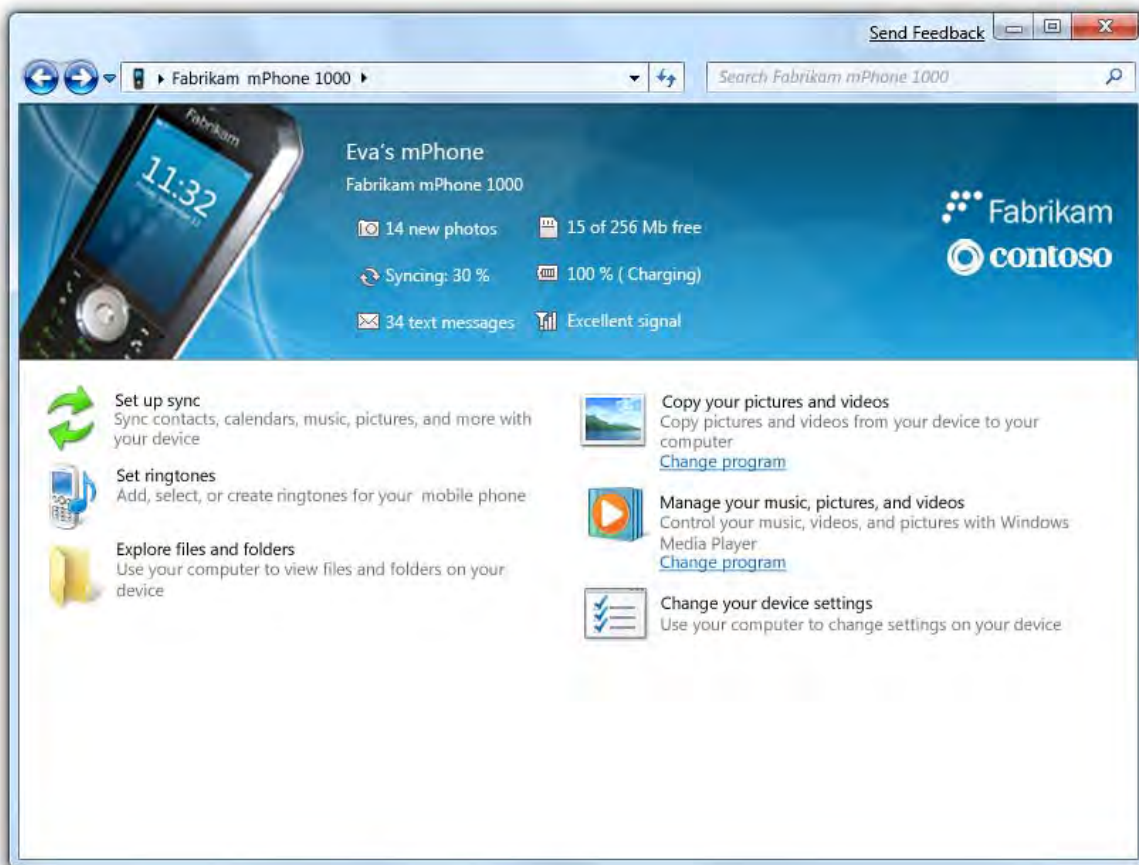 Send Feedback
Fabrikam mPhone 1000
Search Fabrikam mPhone 1000
Fabrikam
11:32
Eva's mPhone
Fabrikam mPhone 1000
14 new photos
15 of 256 Mb free
Syncing: 30 %
100 % ( Charging)
34 text messages
Excellent signal
Fabrikam
contoso
Set up sync
Sync contacts, calendars, music, pictures, and more with
your device
Set ringtones
Add, select, or create ringtones for your mobile phone
Explore files and folders
Use your computer to view files and folders on your
device
Copy your pictures and videos
Copy pictures and videos from your device to your
computer
Change program
Manage your music, pictures, and videos
Control your music, videos, and pictures with Windows
Media Player
Change program
Change your device settings
Use your computer to change settings on your device